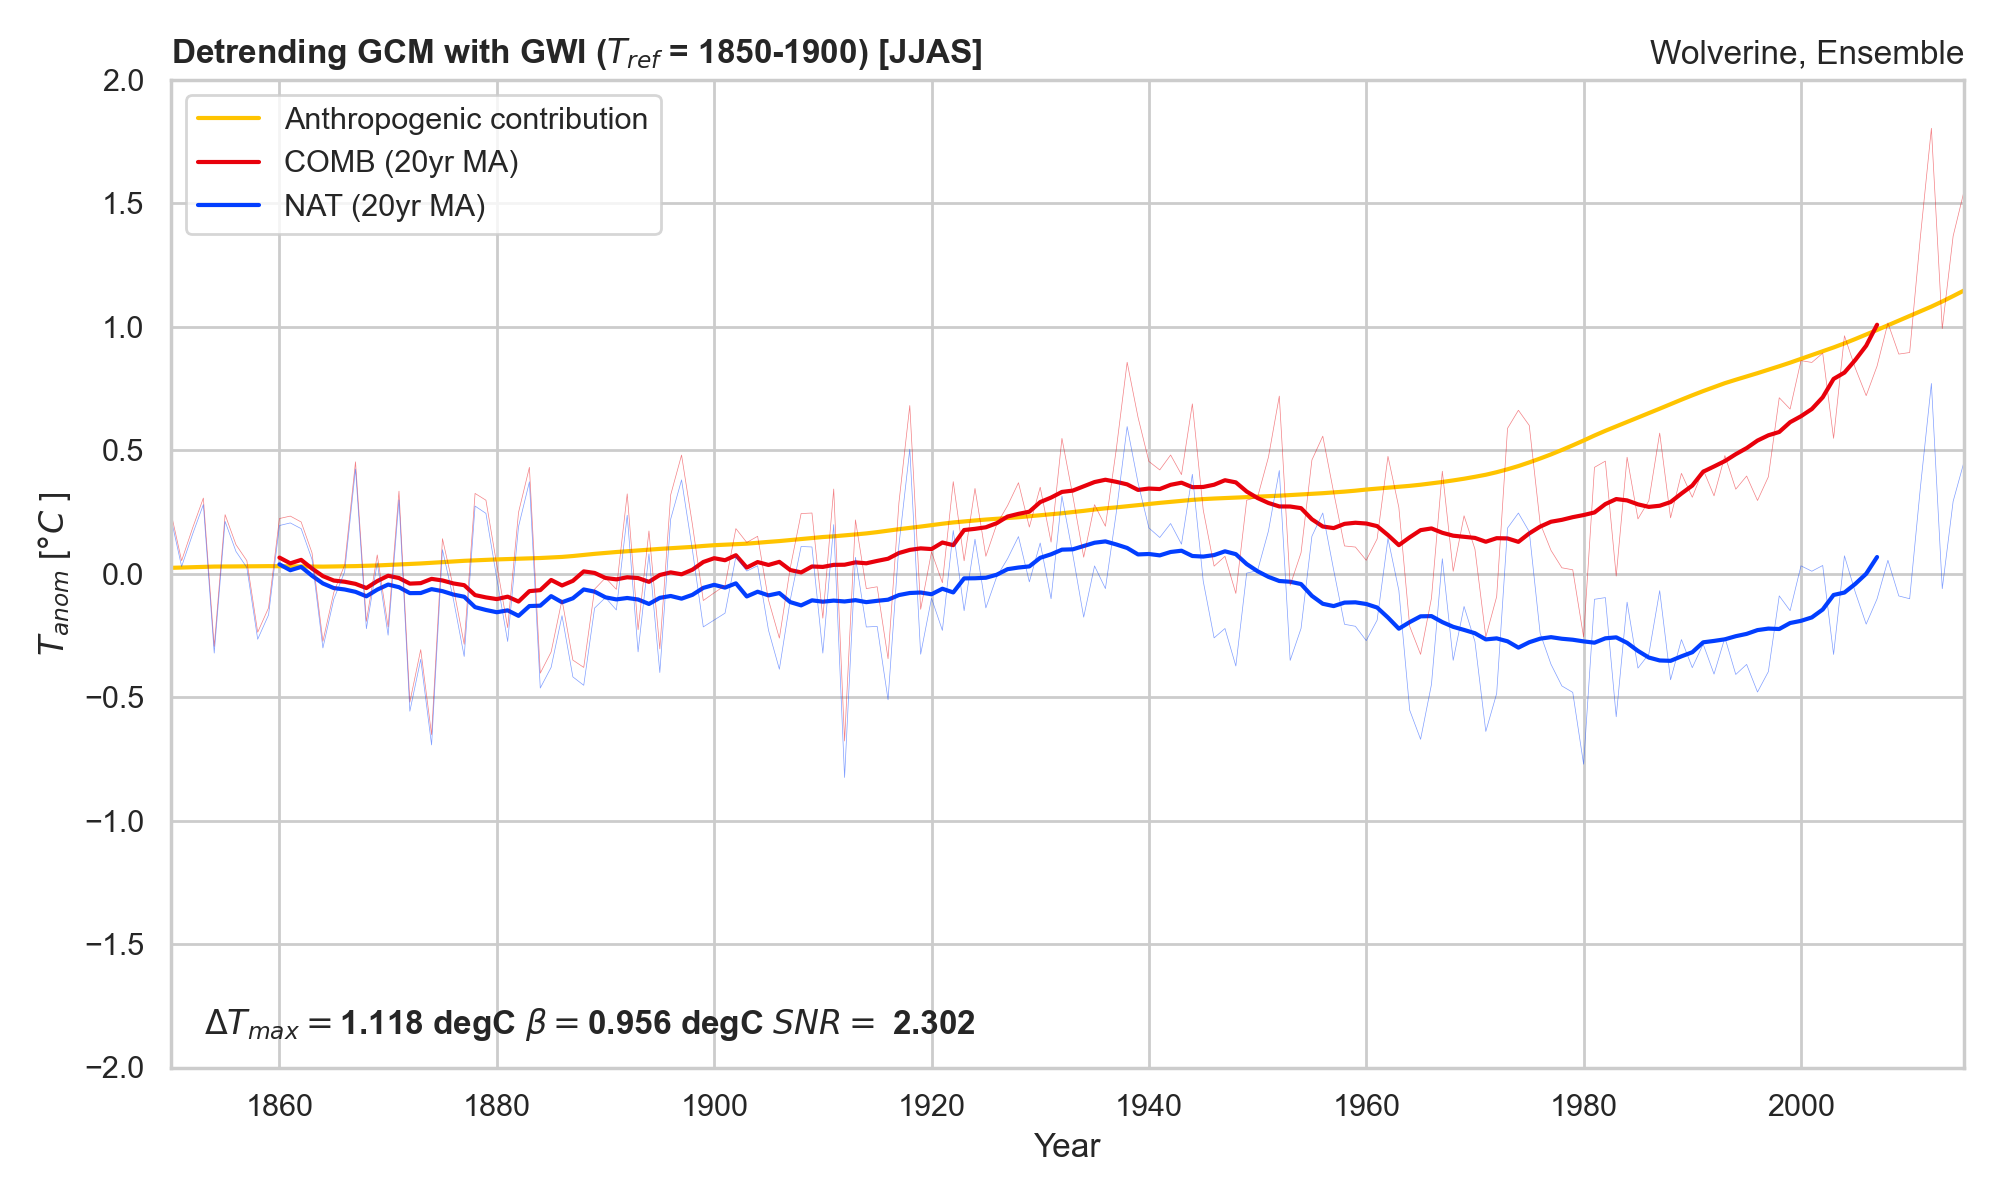 Detrending GCM with GWI (T_ref = 1850-1900) [JJAS]
Wolverine, Ensemble
Anthropogenic contribution
COMB (20yr MA)
NAT (20yr MA)
T_anom [°C ]
2.0
1.5
1.0
0.5
0.0
−0.5
−1.0
−1.5
−2.0
ΔT_max = 1.118 degC β = 0.956 degC SNR = 2.302
1860 1880 1900 1920 1940 1960 1980 2000
Year